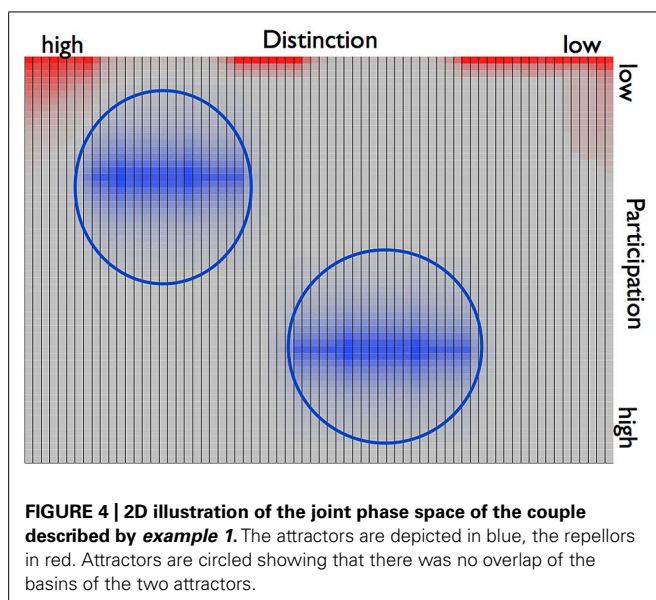 high Distinction low
low
Participation
high
FIGURE 4 | 2D illustration of the joint phase space of the couple
described by example 1. The attractors are depicted in blue, the repellors
in red. Attractors are circled showing that there was no overlap of the
basins of the two attractors.